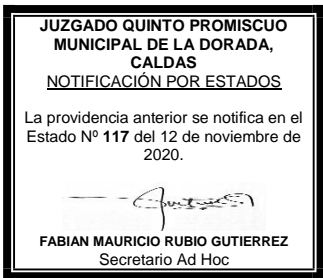 JUZGADO QUINTO PROMISCUO
MUNICIPAL DE LA DORADA,
CALDAS
NOTIFICACIÓN POR ESTADOS
La providencia anterior se notifica en el
Estado Nº 117 del 12 de noviembre de
2020.
FABIAN MAURICIO RUBIO GUTIERREZ
Secretario Ad Hoc